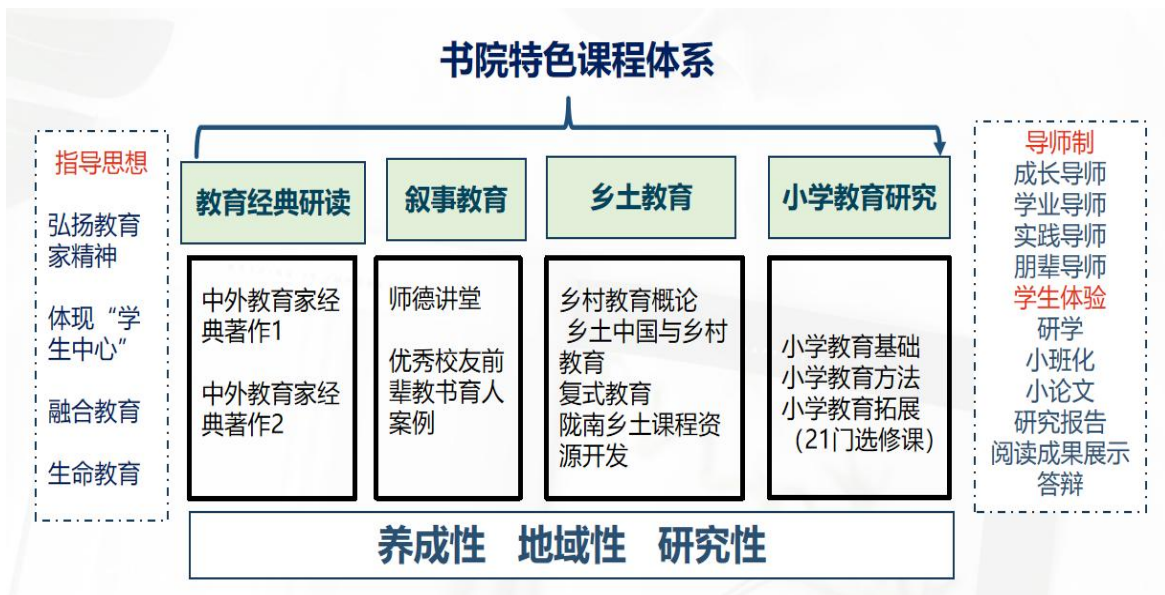 书院特色课程体系
指导思想
弘扬教育
家精神
体现“学
生中心”
融合教育
生命教育
教育经典研读
中外教育家经
典著作1
中外教育家经
典著作2
叙事教育
师德讲堂
优秀校友前
辈教书育人
案例
乡土教育
乡村教育概论
乡土中国与乡村
教育
复式教育
陇南乡土课程资
源开发
小学教育研究
小学教育基础
小学教育方法
小学教育拓展
（21门选修课）
导师制
成长导师
学业导师
实践导师
朋辈导师
学生体验
研学
小班化
小论文
研究报告
阅读成果展示
答辩
养成性 地域性 研究性